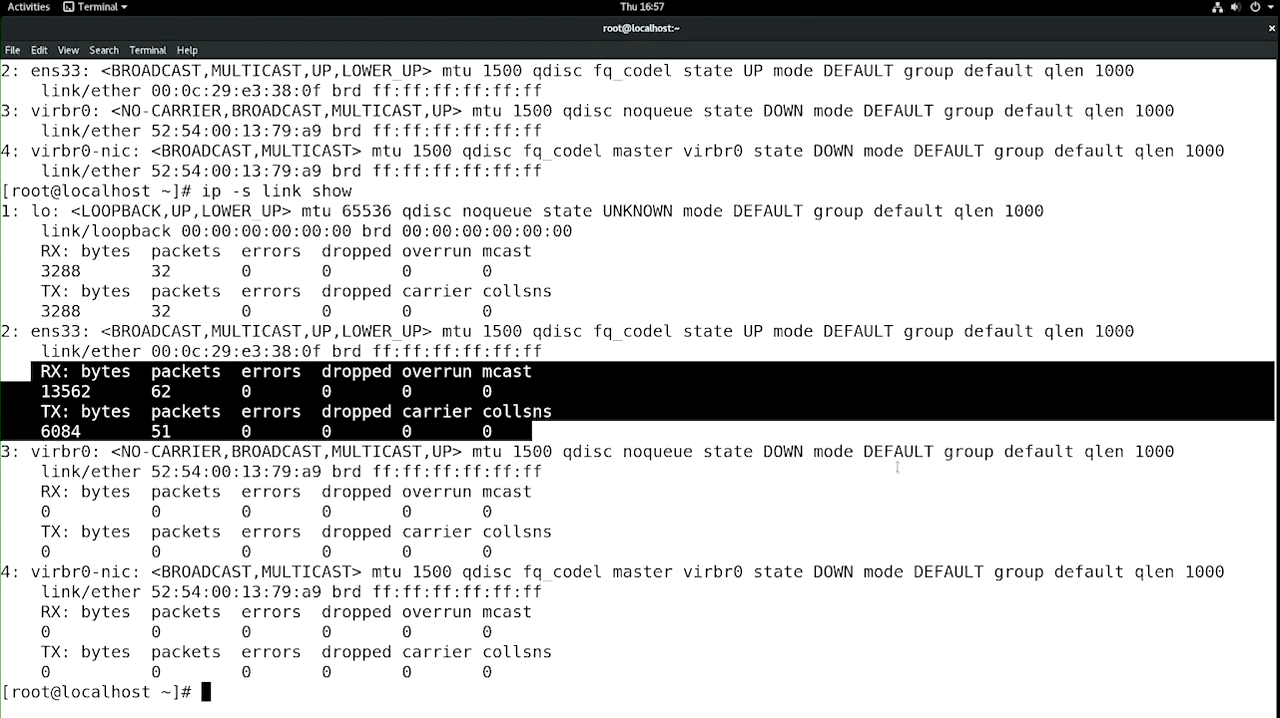 Activities Terminal Thu 16:57
root@localhost:~ ×
File Edit View Search Terminal Help
2: ens33: <BROADCAST,MULTICAST,UP,LOWER_UP> mtu 1500 qdisc fq_codel state UP mode DEFAULT group default qlen 1000
link/ether 00:0c:29:e3:38:0f brd ff:ff:ff:ff:ff:ff
3: virbr0: <NO-CARRIER,BROADCAST,MULTICAST,UP> mtu 1500 qdisc noqueue state DOWN mode DEFAULT group default qlen 1000
link/ether 52:54:00:13:79:a9 brd ff:ff:ff:ff:ff:ff
4: virbr0-nic: <BROADCAST,MULTICAST> mtu 1500 qdisc fq_codel master virbr0 state DOWN mode DEFAULT group default qlen 1000
link/ether 52:54:00:13:79:a9 brd ff:ff:ff:ff:ff:ff
[root@localhost ~]# ip -s link show
1: lo: <LOOPBACK,UP,LOWER_UP> mtu 65536 qdisc noqueue state UNKNOWN mode DEFAULT group default qlen 1000
link/loopback 00:00:00:00:00:00 brd 00:00:00:00:00:00
RX: bytes packets errors dropped overrun mcast
3288 32 0 0 0 0
TX: bytes packets errors dropped carrier collsns
3288 32 0 0 0 0
2: ens33: <BROADCAST,MULTICAST,UP,LOWER_UP> mtu 1500 qdisc fq_codel state UP mode DEFAULT group default qlen 1000
link/ether 00:0c:29:e3:38:0f brd ff:ff:ff:ff:ff:ff
RX: bytes packets errors dropped overrun mcast
13562 62 0 0 0 0
TX: bytes packets errors dropped carrier collsns
6084 51 0 0 0 0
3: virbr0: <NO-CARRIER,BROADCAST,MULTICAST,UP> mtu 1500 qdisc noqueue state DOWN mode DEFAULT group default qlen 1000
link/ether 52:54:00:13:79:a9 brd ff:ff:ff:ff:ff:ff
RX: bytes packets errors dropped overrun mcast
0 0 0 0 0 0
TX: bytes packets errors dropped carrier collsns
0 0 0 0 0 0
4: virbr0-nic: <BROADCAST,MULTICAST> mtu 1500 qdisc fq_codel master virbr0 state DOWN mode DEFAULT group default qlen 1000
link/ether 52:54:00:13:79:a9 brd ff:ff:ff:ff:ff:ff
RX: bytes packets errors dropped overrun mcast
0 0 0 0 0 0
TX: bytes packets errors dropped carrier collsns
0 0 0 0 0 0
[root@localhost ~]#